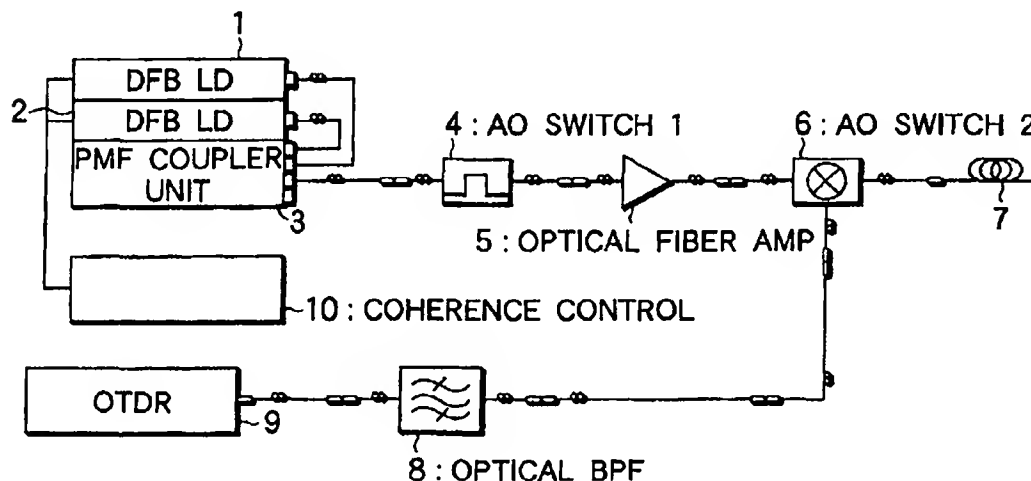 1
DFB LD
2
DFB LD
PMF COUPLER
UNIT
3
4 : AO SWITCH 1
6 : AO SWITCH 2
5 : OPTICAL FIBER AMP
7
10 : COHERENCE CONTROL
OTDR
9
8 : OPTICAL BPF